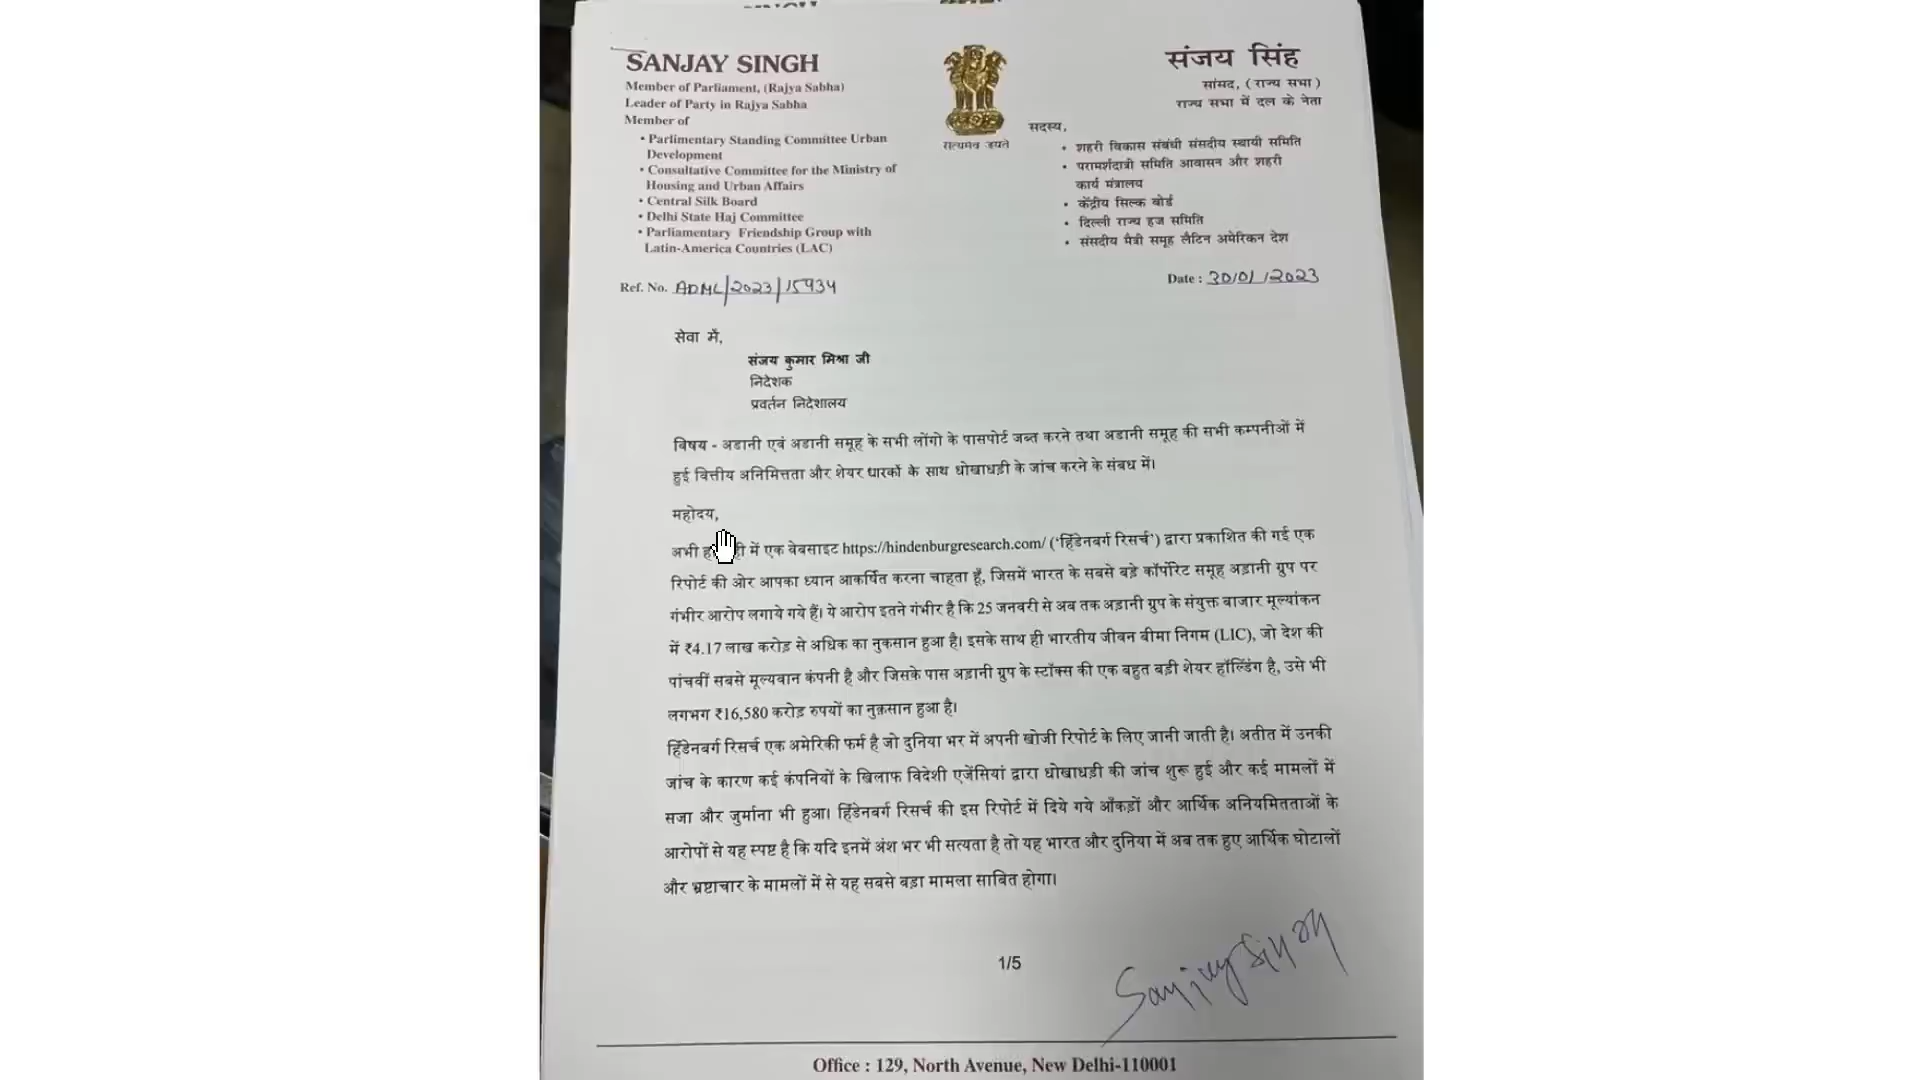 SANJAY SINGH
Member of Parliament, (Rajya Sabha)
Leader of Party in Rajya Sabha
Member of
• Parlimentary Standing Committee Urban
Development
• Consultative Committee for the Ministry of
Housing and Urban Affairs
• Central Silk Board
• Delhi State Haj Committee
• Parliamentary Friendship Group with
Latin-America Countries (LAC)
सत्यमेव जयते
संजय सिंह
सांसद, (राज्य सभा)
राज्य सभा में दल के नेता
सदस्य,
• शहरी विकास संबंधी संसदीय स्थायी समिति
• परामर्शदात्री समिति आवासन और शहरी
कार्य मंत्रालय
• केंद्रीय सिल्क बोर्ड
• दिल्ली राज्य हज समिति
• संसदीय मैत्री समूह लैटिन अमेरिकन देश
Ref. No. ADML/2023/15934
Date : 30/01/2023
सेवा में,
संजय कुमार मिश्रा जी
निदेशक
प्रवर्तन निदेशालय
विषय - अडानी एवं अडानी समूह के सभी लोंगो के पासपोर्ट जब्त करने तथा अडानी समूह की सभी कम्पनीओं में
हुई वित्तीय अनिमित्तता और शेयर धारकों के साथ धोखाधड़ी के जांच करने के संबध में।
महोदय,
अभी ही में एक वेबसाइट https://hindenburgresearch.com/ ('हिंडेनबर्ग रिसर्च') द्वारा प्रकाशित की गई एक
रिपोर्ट की ओर आपका ध्यान आकर्षित करना चाहता हूँ, जिसमें भारत के सबसे बड़े कॉर्पोरेट समूह अड़ानी ग्रुप पर
गंभीर आरोप लगाये गये हैं। ये आरोप इतने गंभीर है कि 25 जनवरी से अब तक अड़ानी ग्रुप के संयुक्त बाजार मूल्यांकन
में ₹4.17 लाख करोड़ से अधिक का नुकसान हुआ है। इसके साथ ही भारतीय जीवन बीमा निगम (LIC), जो देश की
पांचवीं सबसे मूल्यवान कंपनी है और जिसके पास अड़ानी ग्रुप के स्टॉक्स की एक बहुत बड़ी शेयर हॉल्डिंग है, उसे भी
लगभग ₹16,580 करोड़ रुपयों का नुक़सान हुआ है।
हिंडेनबर्ग रिसर्च एक अमेरिकी फर्म है जो दुनिया भर में अपनी खोजी रिपोर्ट के लिए जानी जाती है। अतीत में उनकी
जांच के कारण कई कंपनियों के खिलाफ विदेशी एजेंसियां द्वारा धोखाधड़ी की जांच शुरू हुई और कई मामलों में
सजा और जुर्माना भी हुआ। हिंडेनबर्ग रिसर्च की इस रिपोर्ट में दिये गये आँकड़ों और आर्थिक अनियमितताओं के
आरोपों से यह स्पष्ट है कि यदि इनमें अंश भर भी सत्यता है तो यह भारत और दुनिया में अब तक हुए आर्थिक घोटालों
और भ्रष्टाचार के मामलों में से यह सबसे बड़ा मामला साबित होगा।
1/5
Sanjay Singh
Office : 129, North Avenue, New Delhi-110001